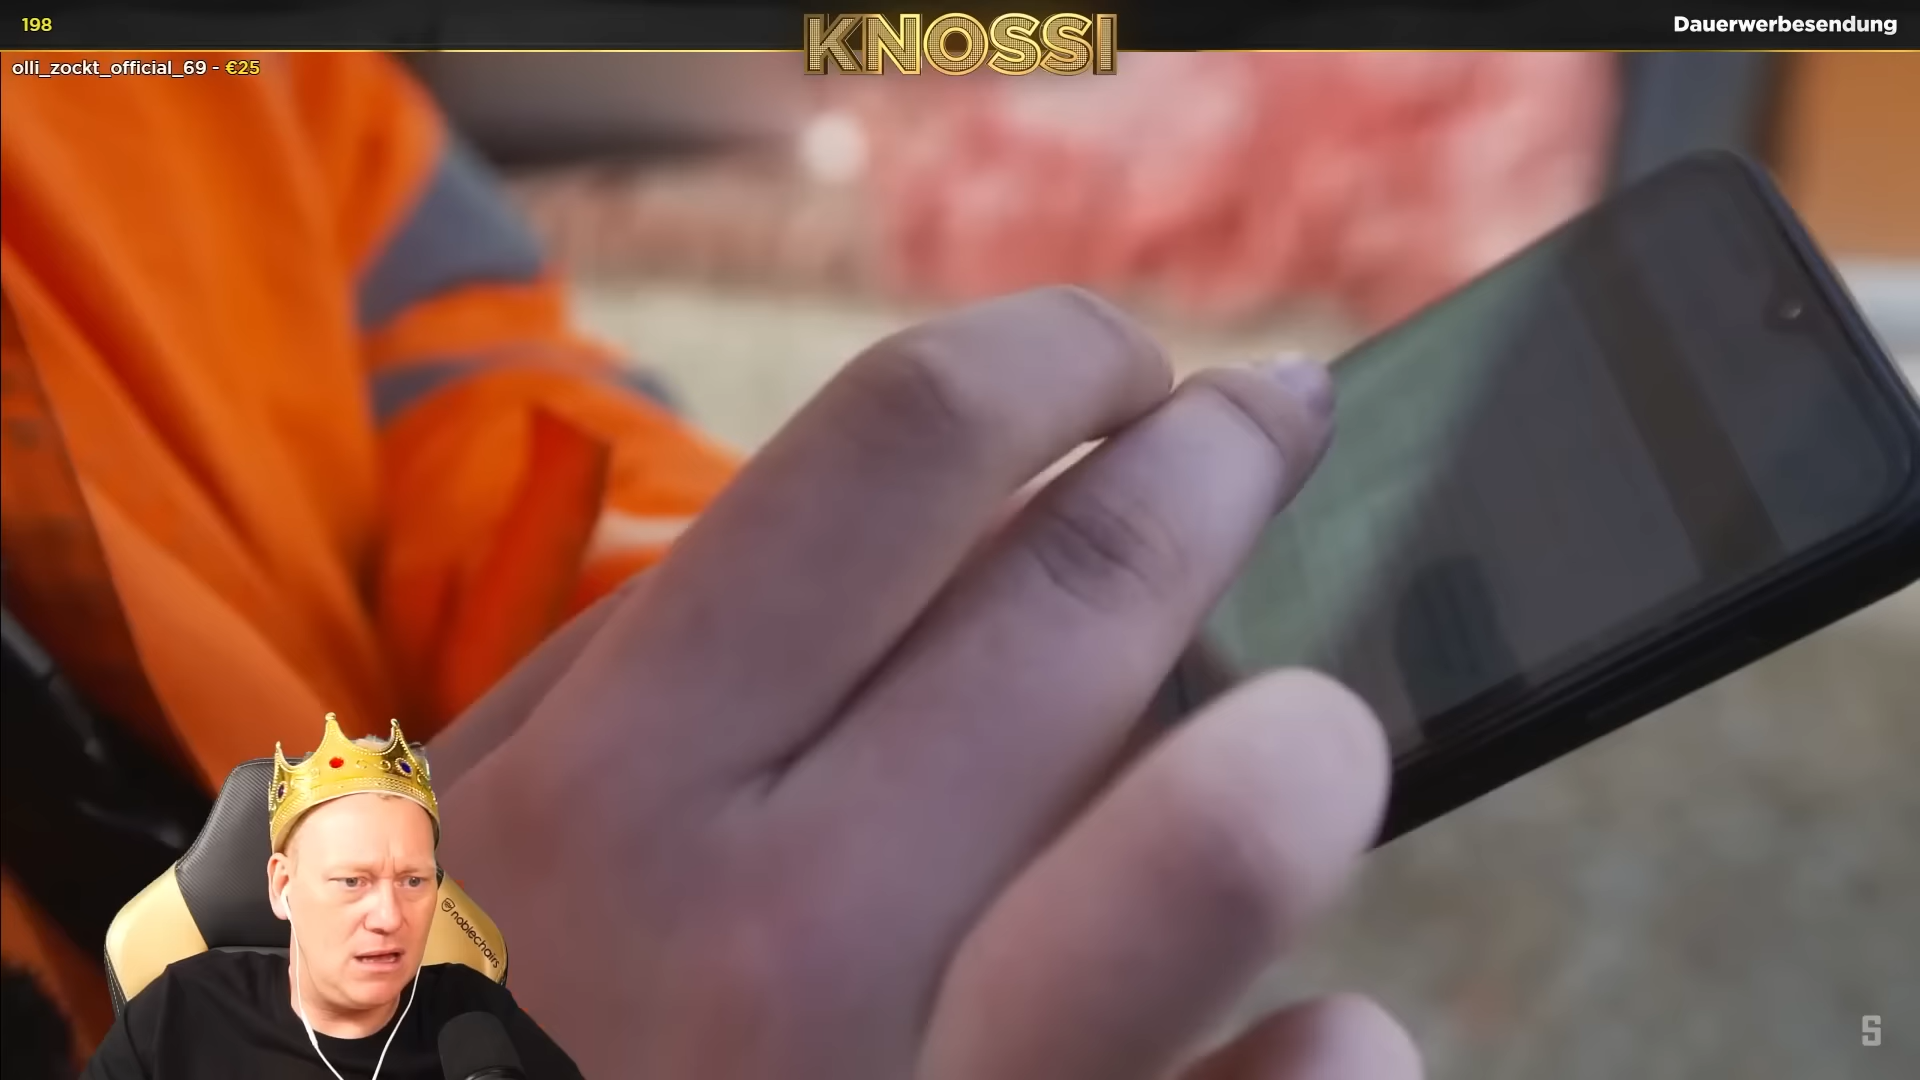 198
KNOSSI
Dauerwerbesendung
olli_zockt_official_69 - €25
noblechairs
S